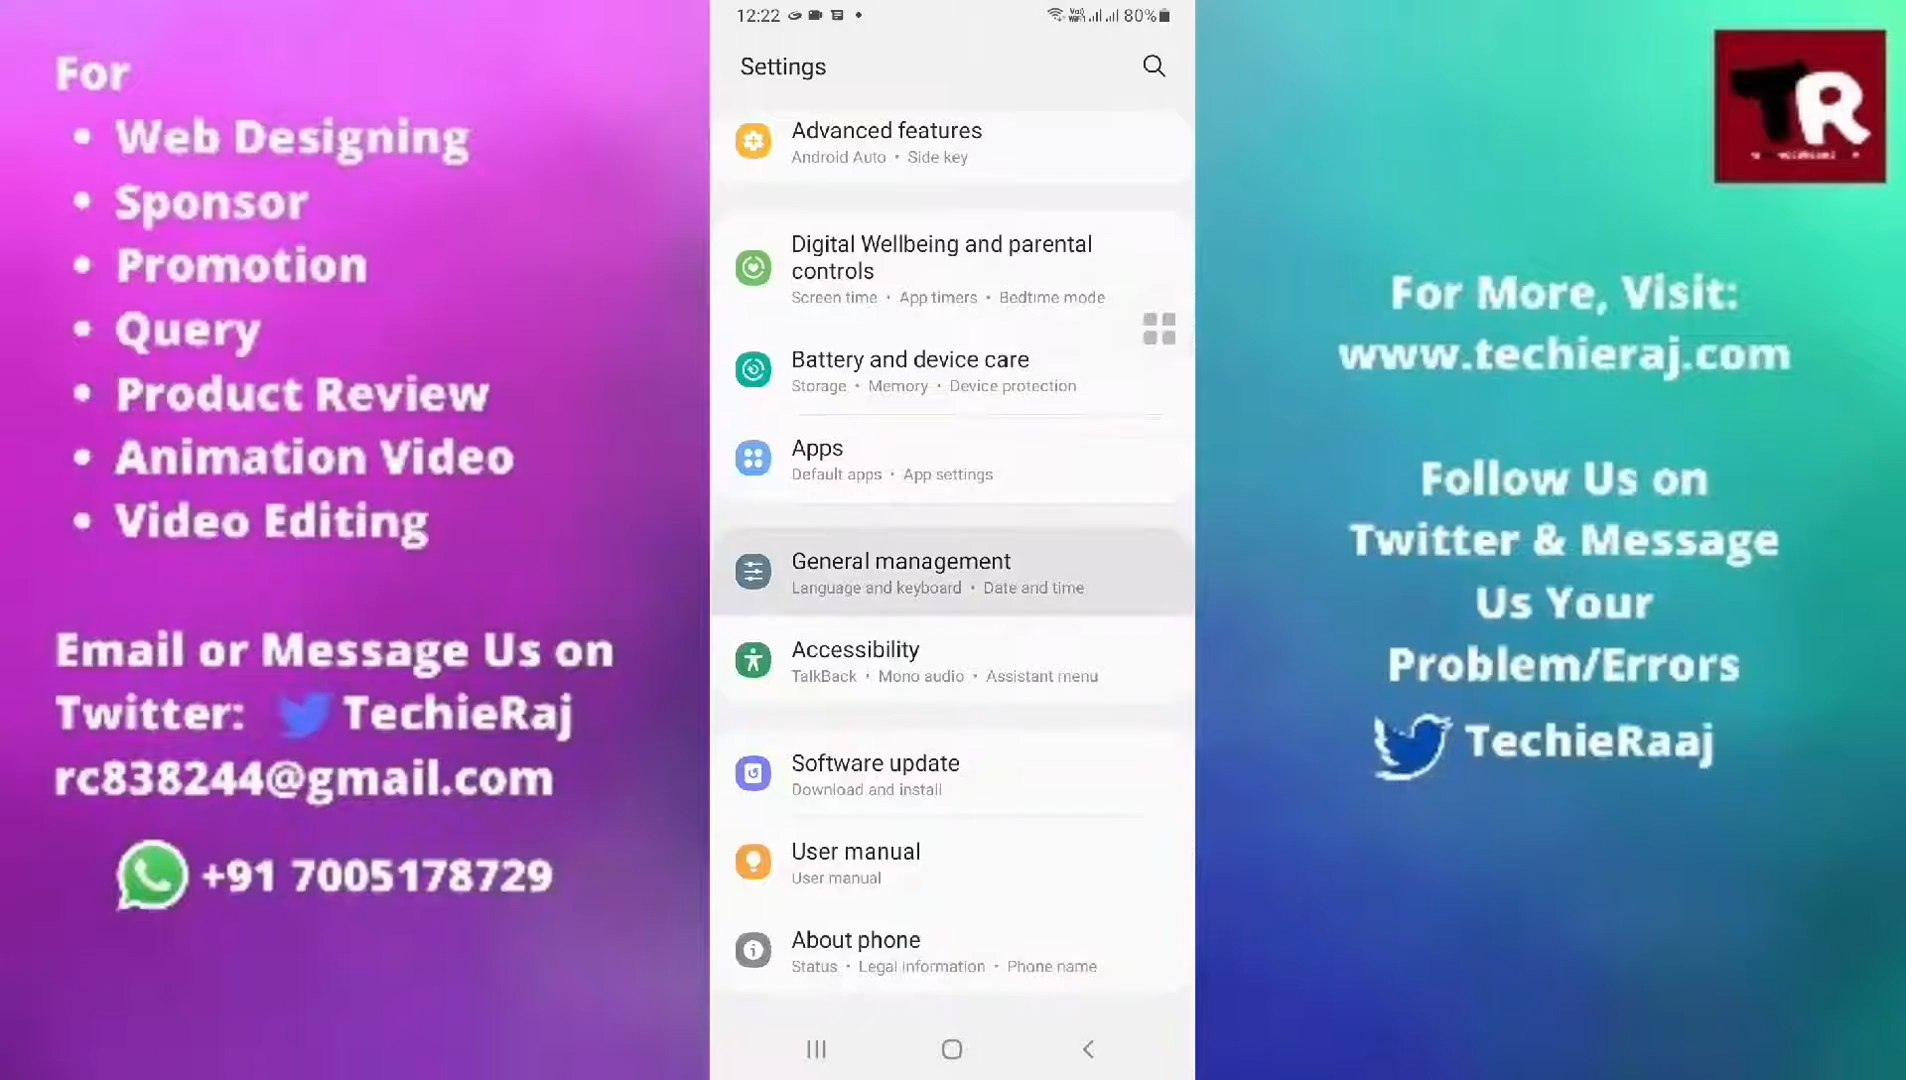 For
• Web Designing
• Sponsor
• Promotion
• Query
• Product Review
• Animation Video
• Video Editing
Email or Message Us on
Twitter: TechieRaj
rc838244@gmail.com
+91 7005178729
12:22 80%
Settings
Advanced features
Android Auto • Side key
Digital Wellbeing and parental
controls
Screen time • App timers • Bedtime mode
Battery and device care
Storage • Memory • Device protection
Apps
Default apps • App settings
General management
Language and keyboard • Date and time
Accessibility
TalkBack • Mono audio • Assistant menu
Software update
Download and install
User manual
User manual
About phone
Status • Legal information • Phone name
TR
For More, Visit:
www.techieraj.com
Follow Us on
Twitter & Message
Us Your
Problem/Errors
TechieRaaj